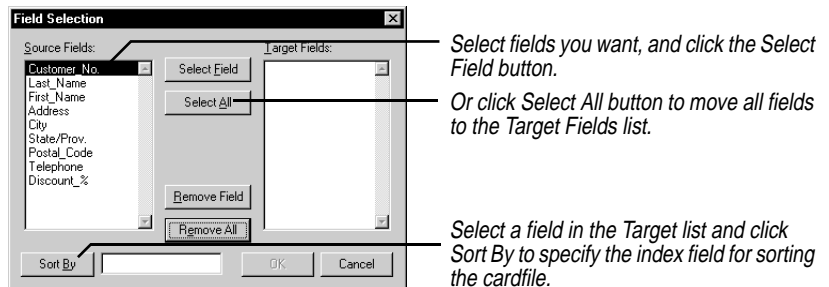 Field Selection
Source Fields:
Target Fields:
Customer_No.
Last_Name
First_Name
Address
City
State/Prov.
Postal_Code
Telephone
Discount_%
Select Field
Select All
Remove Field
Remove All
Sort By
OK
Cancel
Select fields you want, and click the Select
Field button.
Or click Select All button to move all fields
to the Target Fields list.
Select a field in the Target list and click
Sort By to specify the index field for sorting
the cardfile.